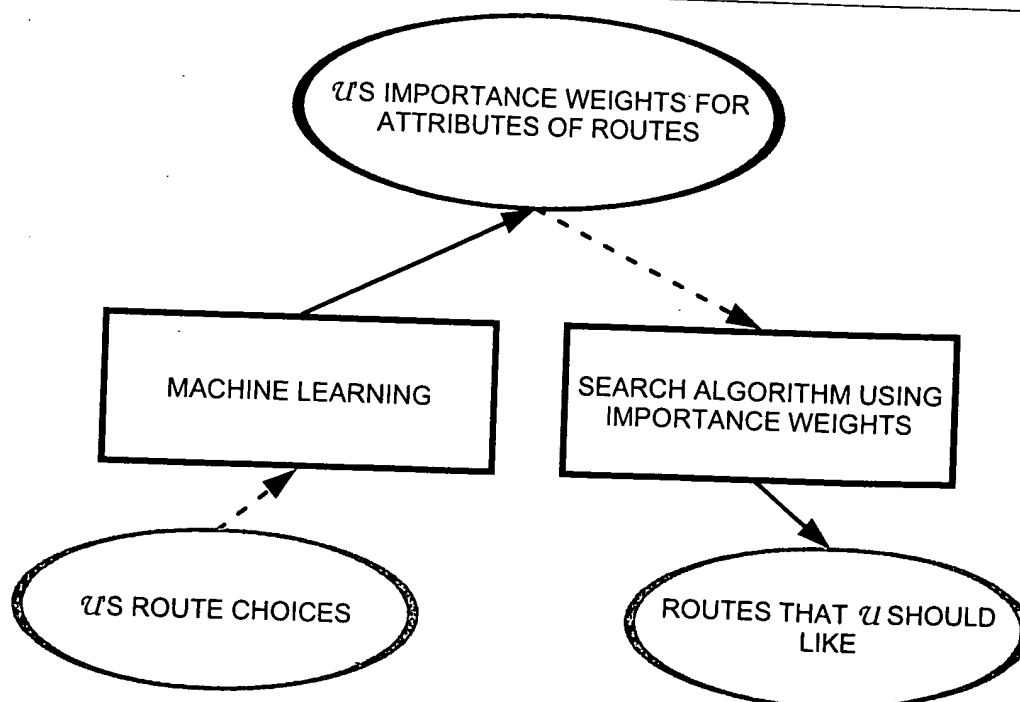 U'S IMPORTANCE WEIGHTS FOR
ATTRIBUTES OF ROUTES
MACHINE LEARNING
SEARCH ALGORITHM USING
IMPORTANCE WEIGHTS
U'S ROUTE CHOICES
ROUTES THAT U SHOULD
LIKE